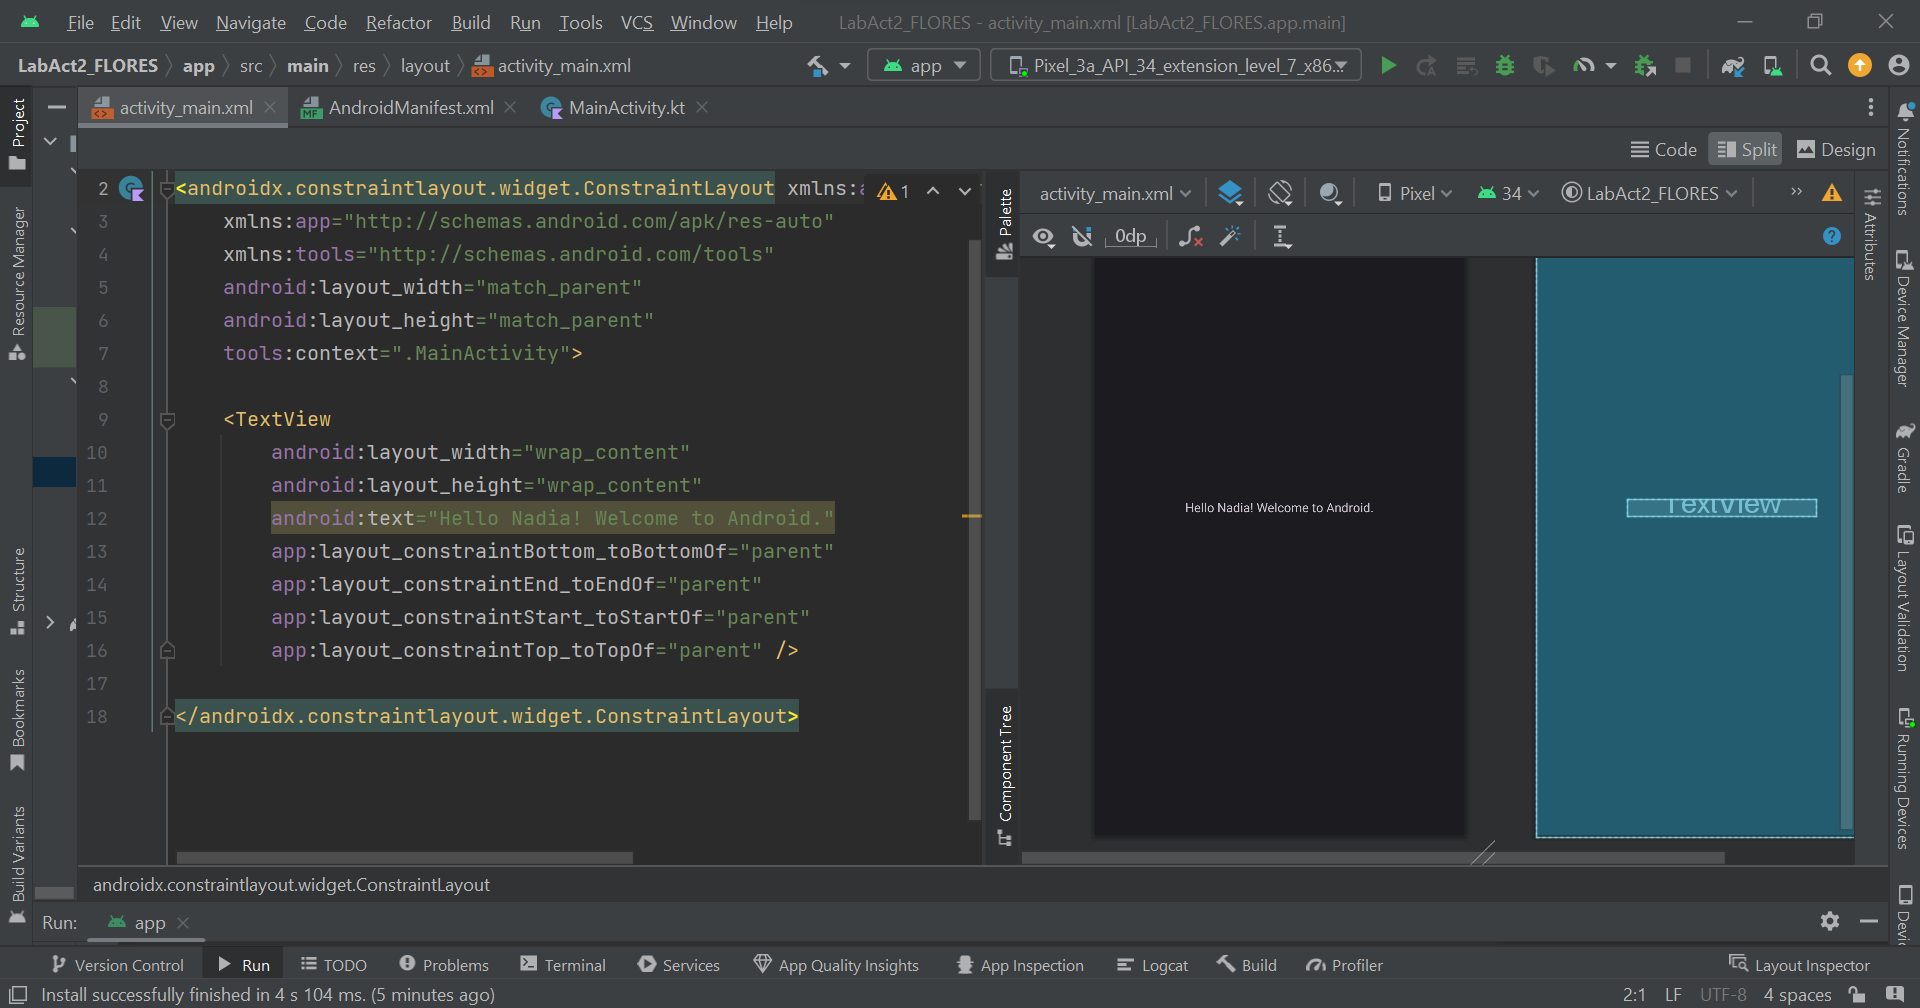 File Edit View Navigate Code Refactor Build Run Tools VCS Window Help LabAct2_FLORES - activity_main.xml [LabAct2_FLORES.app.main]
LabAct2_FLORES app src main res layout activity_main.xml app Pixel_3a_API_34_extension_level_7_x86...
activity_main.xml AndroidManifest.xml MainActivity.kt
Code Split Design
Project
Resource Manager
Structure
Bookmarks
Build Variants
2 <androidx.constraintlayout.widget.ConstraintLayout xmlns:a 1
3 xmlns:app="http://schemas.android.com/apk/res-auto"
4 xmlns:tools="http://schemas.android.com/tools"
5 android:layout_width="match_parent"
6 android:layout_height="match_parent"
7 tools:context=".MainActivity">
8
9 <TextView
10 android:layout_width="wrap_content"
11 android:layout_height="wrap_content"
12 android:text="Hello Nadia! Welcome to Android."
13 app:layout_constraintBottom_toBottomOf="parent"
14 app:layout_constraintEnd_toEndOf="parent"
15 app:layout_constraintStart_toStartOf="parent"
16 app:layout_constraintTop_toTopOf="parent" />
17
18 </androidx.constraintlayout.widget.ConstraintLayout>
Palette
Component Tree
activity_main.xml Pixel 34 LabAct2_FLORES
0dp
Hello Nadia! Welcome to Android.
TextView
Attributes
Notifications
Device Manager
Gradle
Layout Validation
Running Devices
androidx.constraintlayout.widget.ConstraintLayout
Run: app
Version Control Run TODO Problems Terminal Services App Quality Insights App Inspection Logcat Build Profiler Layout Inspector
Install successfully finished in 4 s 104 ms. (5 minutes ago) 2:1 LF UTF-8 4 spaces